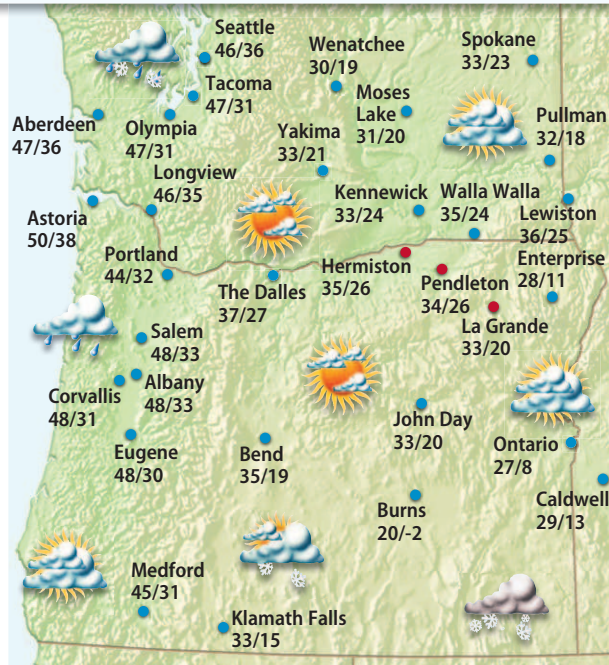 Seattle
46/36
Wenatchee
30/19
Spokane
33/23
Tacoma
47/31
Moses
Lake
31/20
Aberdeen
47/36
Olympia
47/31
Yakima
33/21
Pullman
32/18
Longview
46/35
Kennewick
33/24
Walla Walla
35/24
Lewiston
36/25
Astoria
50/38
Portland
44/32
The Dalles
37/27
Hermiston
35/26
Pendleton
34/26
Enterprise
28/11
La Grande
33/20
Salem
48/33
Albany
48/33
Corvallis
48/31
John Day
33/20
Eugene
48/30
Bend
35/19
Ontario
27/8
Burns
20/-2
Caldwell
29/13
Medford
45/31
Klamath Falls
33/15